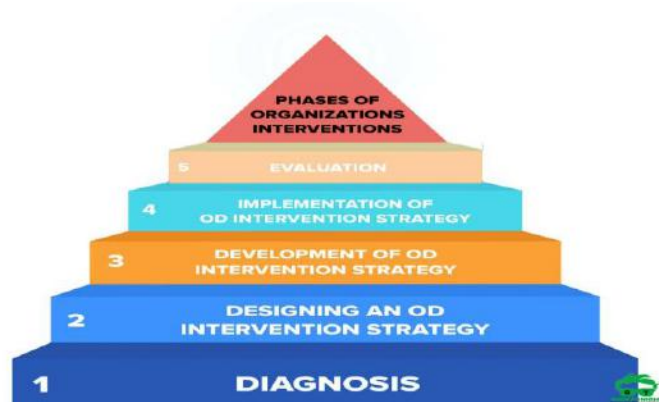 PHASES OF
ORGANIZATIONS
INTERVENTIONS
5 EVALUATION
4 IMPLEMENTATION OF
OD INTERVENTION STRATEGY
3 DEVELOPMENT OF OD
INTERVENTION STRATEGY
2 DESIGNING AN OD
INTERVENTION STRATEGY
1 DIAGNOSIS